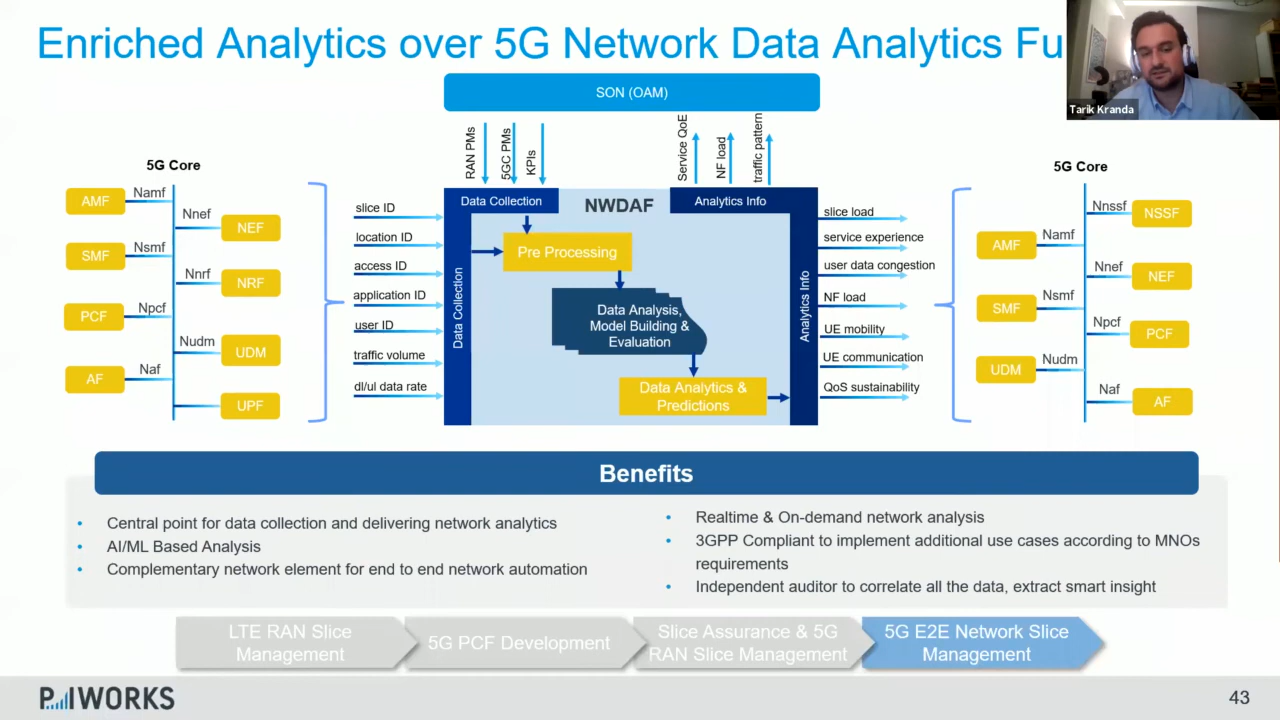 Enriched Analytics over 5G Network Data Analytics Fu
Tarik Kranda
SON (OAM)
RAN PMs
5GC PMs
KPIs
Service QoE
NF load
traffic pattern
5G Core
AMF
Namf
Nnef
NEF
SMF
Nsmf
Nnrf
NRF
PCF
Npcf
Nudm
UDM
AF
Naf
UPF
slice ID
location ID
access ID
application ID
user ID
traffic volume
dl/ul data rate
Data Collection
NWDAF
Analytics Info
Data Collection
Pre Processing
Data Analysis,
Model Building &
Evaluation
Data Analytics &
Predictions
Analytics Info
slice load
service experience
user data congestion
NF load
UE mobility
UE communication
QoS sustainability
5G Core
Nnssf
NSSF
AMF
Namf
Nnef
NEF
SMF
Nsmf
Npcf
PCF
UDM
Nudm
Naf
AF
Benefits
• Central point for data collection and delivering network analytics
• AI/ML Based Analysis
• Complementary network element for end to end network automation
• Realtime & On-demand network analysis
• 3GPP Compliant to implement additional use cases according to MNOs
requirements
• Independent auditor to correlate all the data, extract smart insight
LTE RAN Slice
Management
5G PCF Development
Slice Assurance & 5G
RAN Slice Management
5G E2E Network Slice
Management
P.I WORKS
43